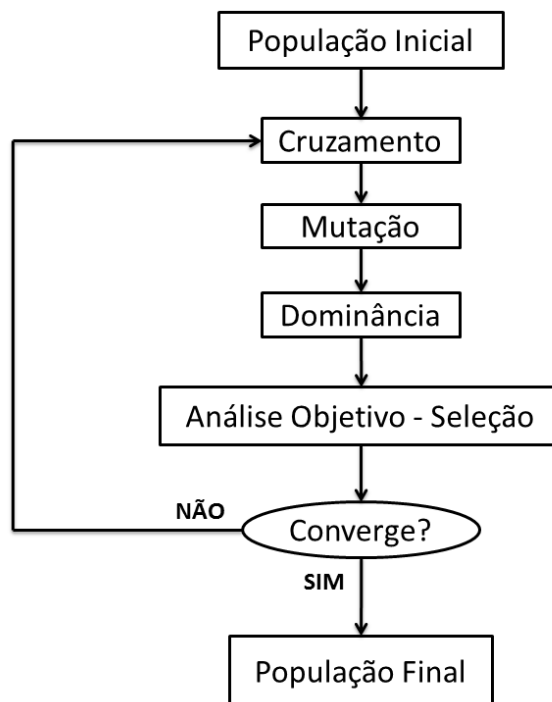 População Inicial
Cruzamento
Mutação
Dominância
Análise Objetivo - Seleção
NÃO
Converge?
SIM
População Final